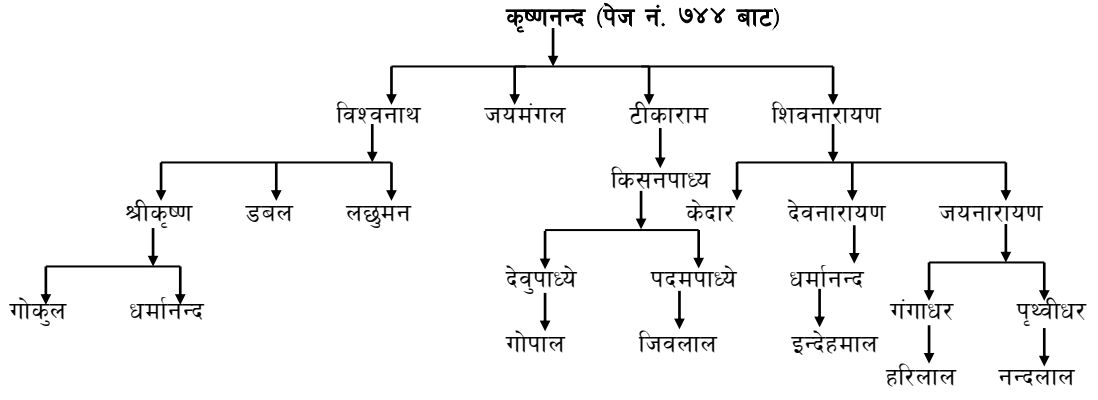 कृष्णनन्द (पेज नं. ७४४ बाट)
विश्वनाथ जयमंगल टीकाराम शिवनारायण
किसनपाध्य
श्रीकृष्ण डबल लछुमन केदार देवनारायण जयनारायण
देवुपाध्ये पदमपाध्ये धर्मानन्द
गोकुल धर्मानन्द गंगाधर पृथ्वीधर
गोपाल जिवलाल इन्देहमाल
हरिलाल नन्दलाल